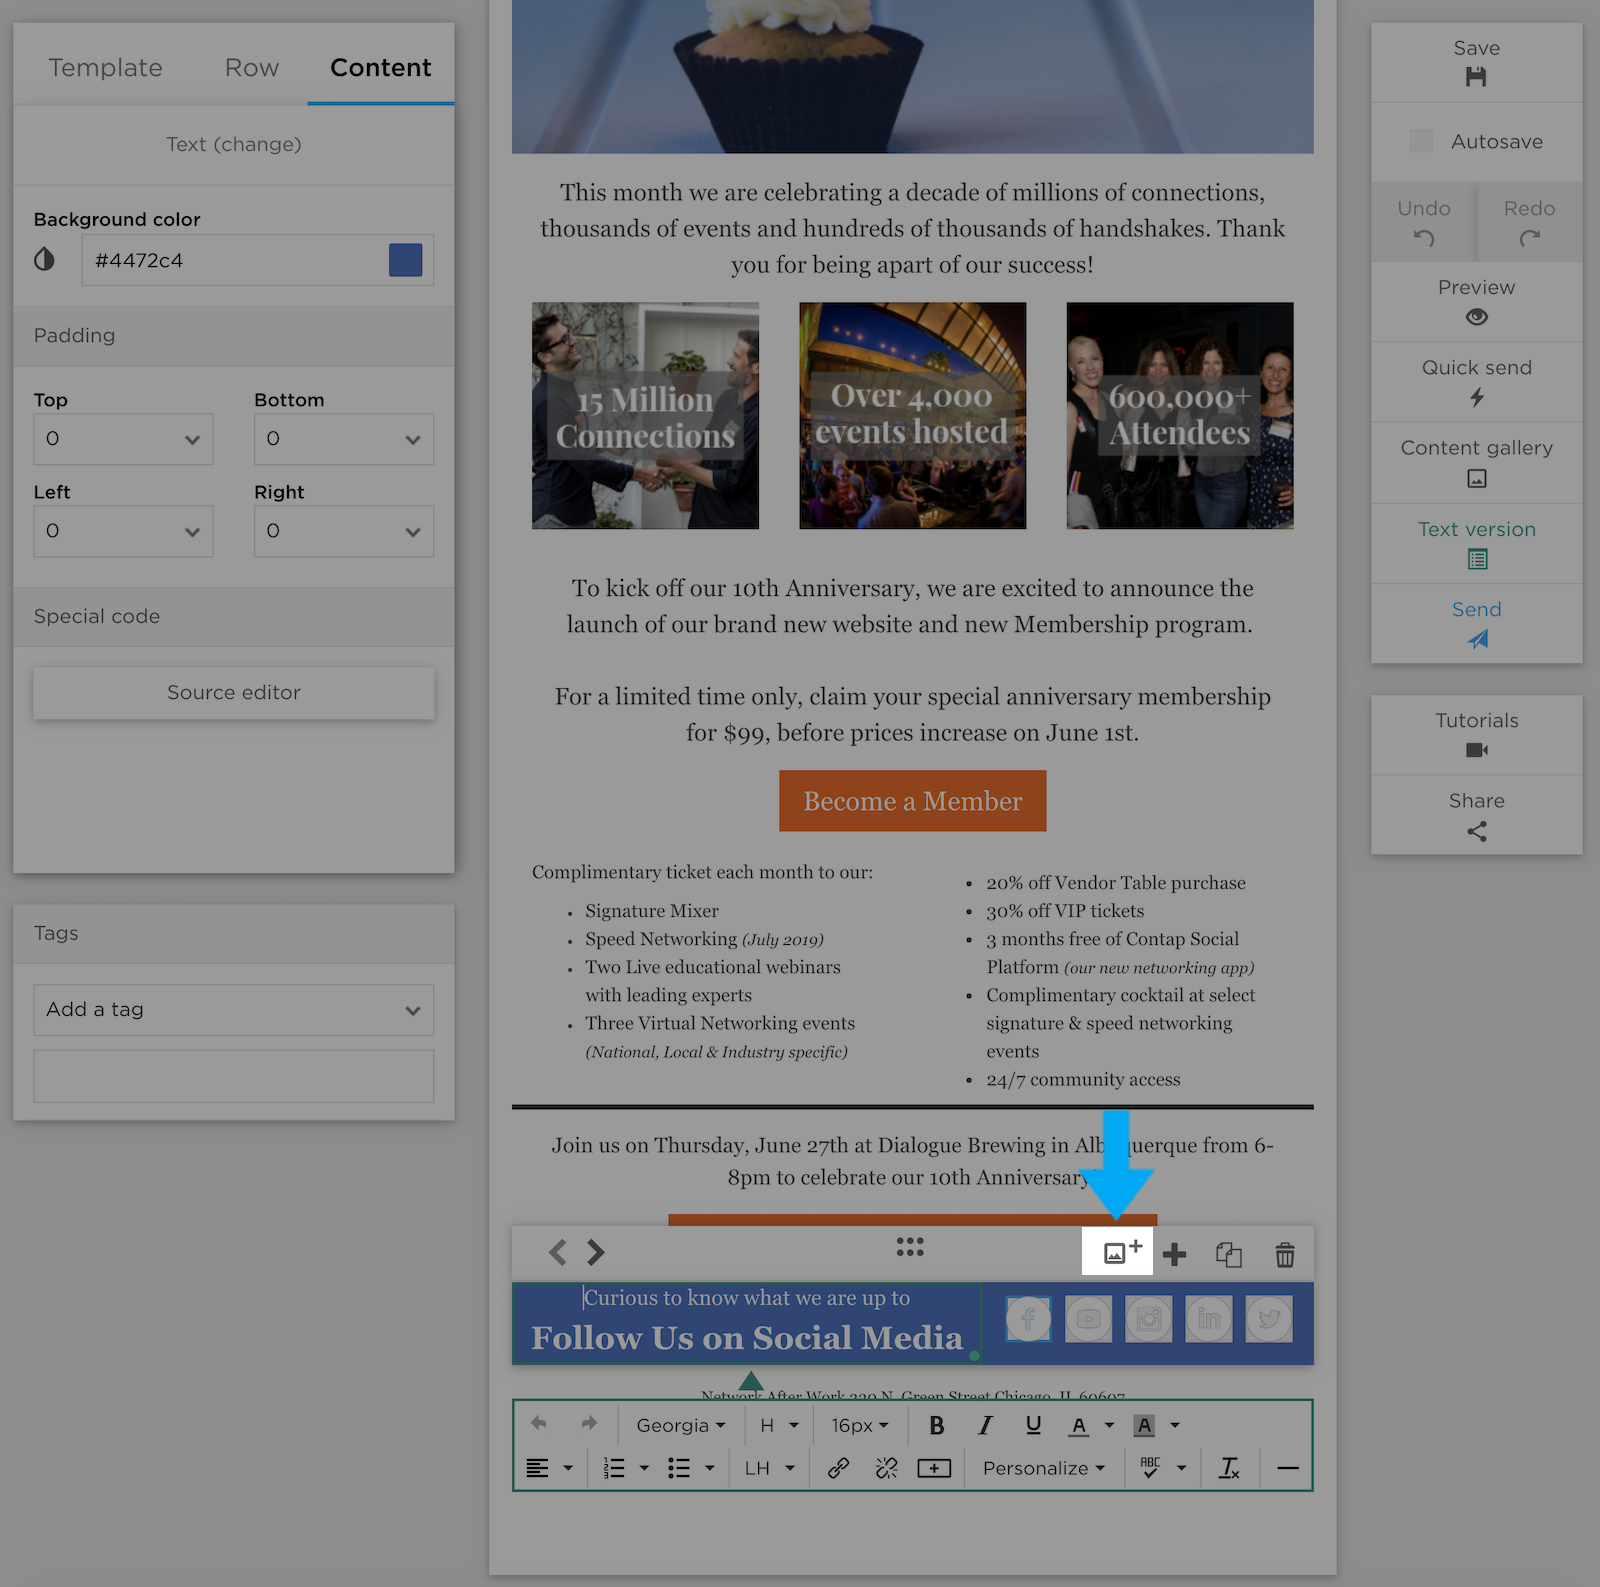 Template Row Content
Text (change)
Background color
#4472c4
Padding
Top Bottom
0 0
Left Right
0 0
Special code
Source editor
Tags
Add a tag
This month we are celebrating a decade of millions of connections,
thousands of events and hundreds of thousands of handshakes. Thank
you for being apart of our success!
15 Million
Connections
Over 4,000
events hosted
600,000+
Attendees
To kick off our 10th Anniversary, we are excited to announce the
launch of our brand new website and new Membership program.
For a limited time only, claim your special anniversary membership
for $99, before prices increase on June 1st.
Become a Member
Complimentary ticket each month to our:
• Signature Mixer
• Speed Networking (July 2019)
• Two Live educational webinars
with leading experts
• Three Virtual Networking events
(National, Local & Industry specific)
• 20% off Vendor Table purchase
• 30% off VIP tickets
• 3 months free of Contap Social
Platform (our new networking app)
• Complimentary cocktail at select
signature & speed networking
events
• 24/7 community access
Join us on Thursday, June 27th at Dialogue Brewing in Albuquerque from 6-
8pm to celebrate our 10th Anniversary
Curious to know what we are up to
Follow Us on Social Media
Network After Work 230 N. Green Street Chicago, IL 60607
Georgia H 16px B I U A A
LH Personalize ABC
Save
Autosave
Undo Redo
Preview
Quick send
Content gallery
Text version
Send
Tutorials
Share